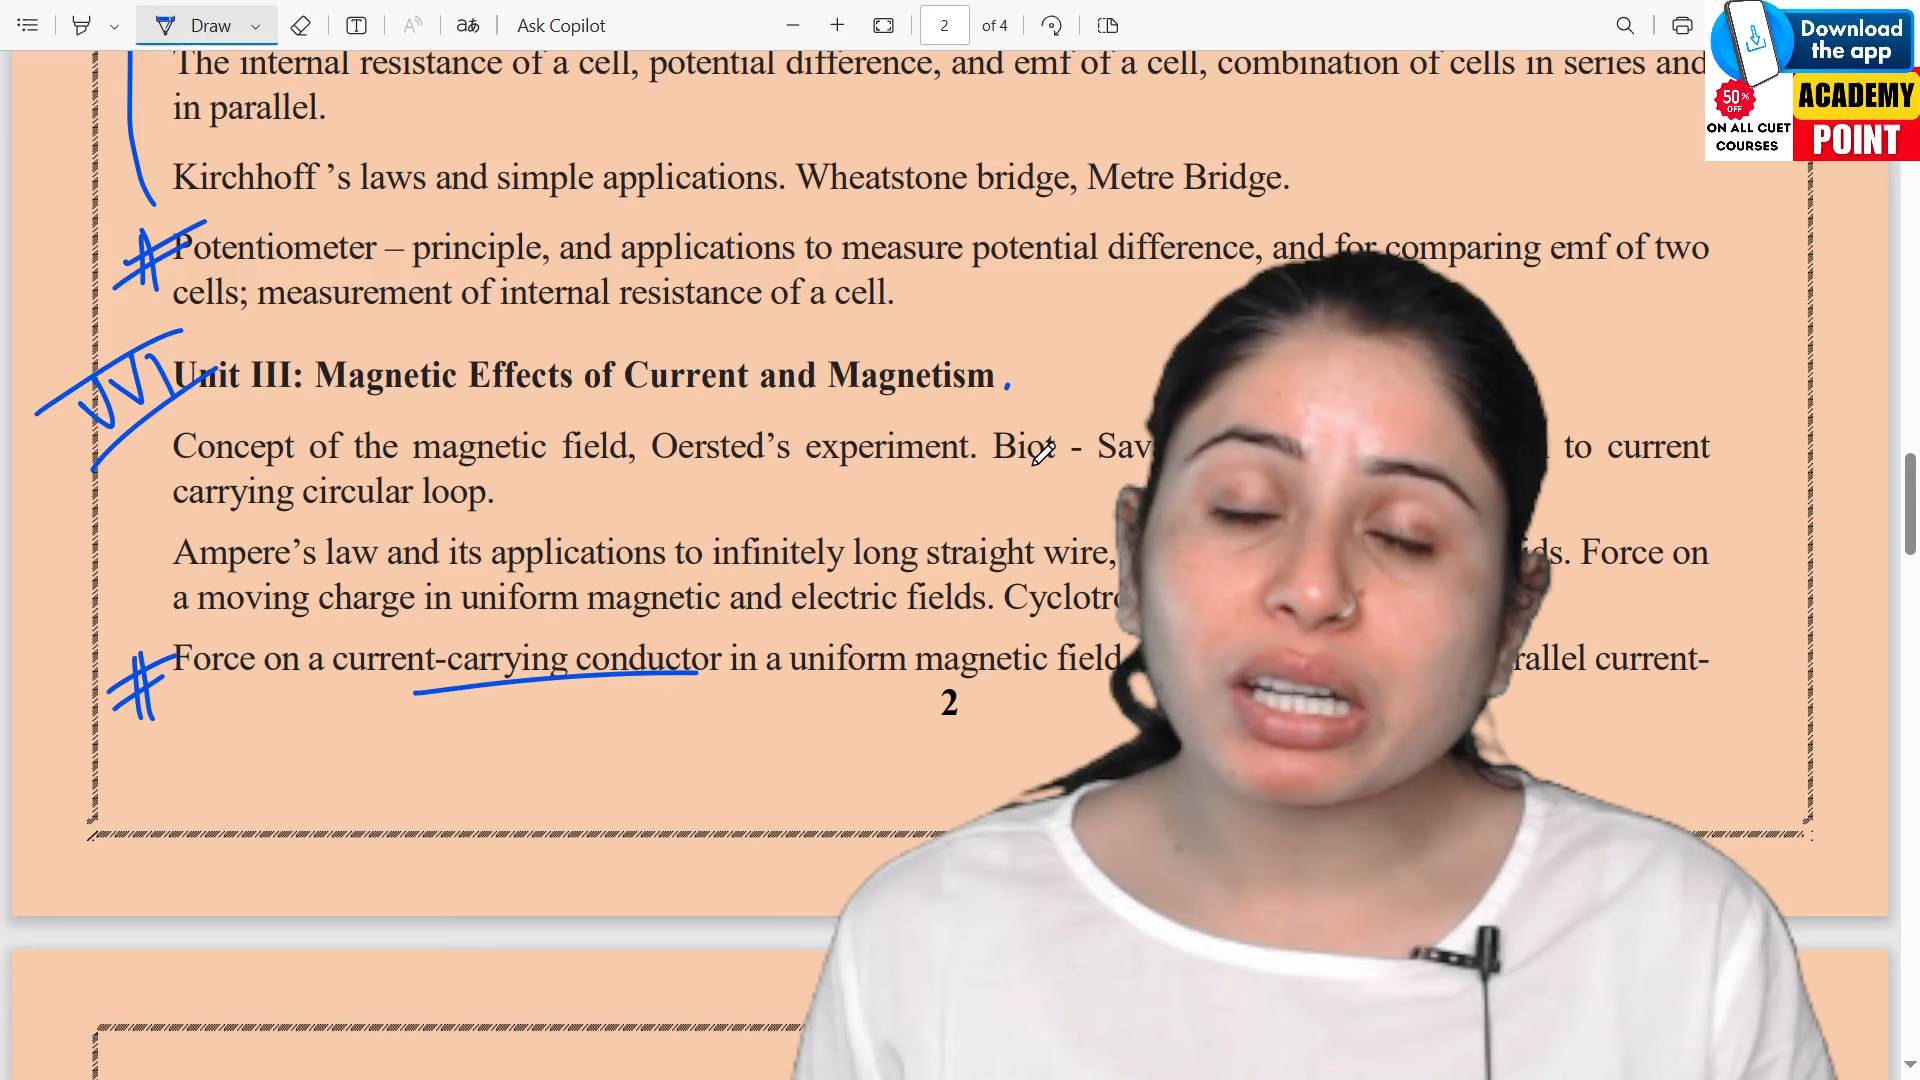 Draw
Ask Copilot
2 of 4
Download
the app
50% OFF
ON ALL CUET
COURSES
ACADEMY
POINT
The internal resistance of a cell, potential difference, and emf of a cell, combination of cells in series and
in parallel.
Kirchhoff ’s laws and simple applications. Wheatstone bridge, Metre Bridge.
# Potentiometer – principle, and applications to measure potential difference, and for comparing emf of two
cells; measurement of internal resistance of a cell.
Unit III: Magnetic Effects of Current and Magnetism
Concept of the magnetic field, Oersted’s experiment. Biot - to current
carrying circular loop.
Ampere’s law and its applications to infinitely long straight wire, Force on
a moving charge in uniform magnetic and electric fields.
# Force on a current-carrying conductor in a uniform magnetic field current-
2